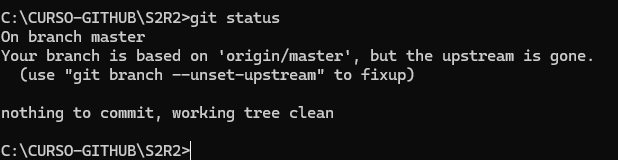 C:\CURSO-GITHUB\S2R2>git status
On branch master
Your branch is based on 'origin/master', but the upstream is gone.
  (use "git branch --unset-upstream" to fixup)

nothing to commit, working tree clean

C:\CURSO-GITHUB\S2R2>